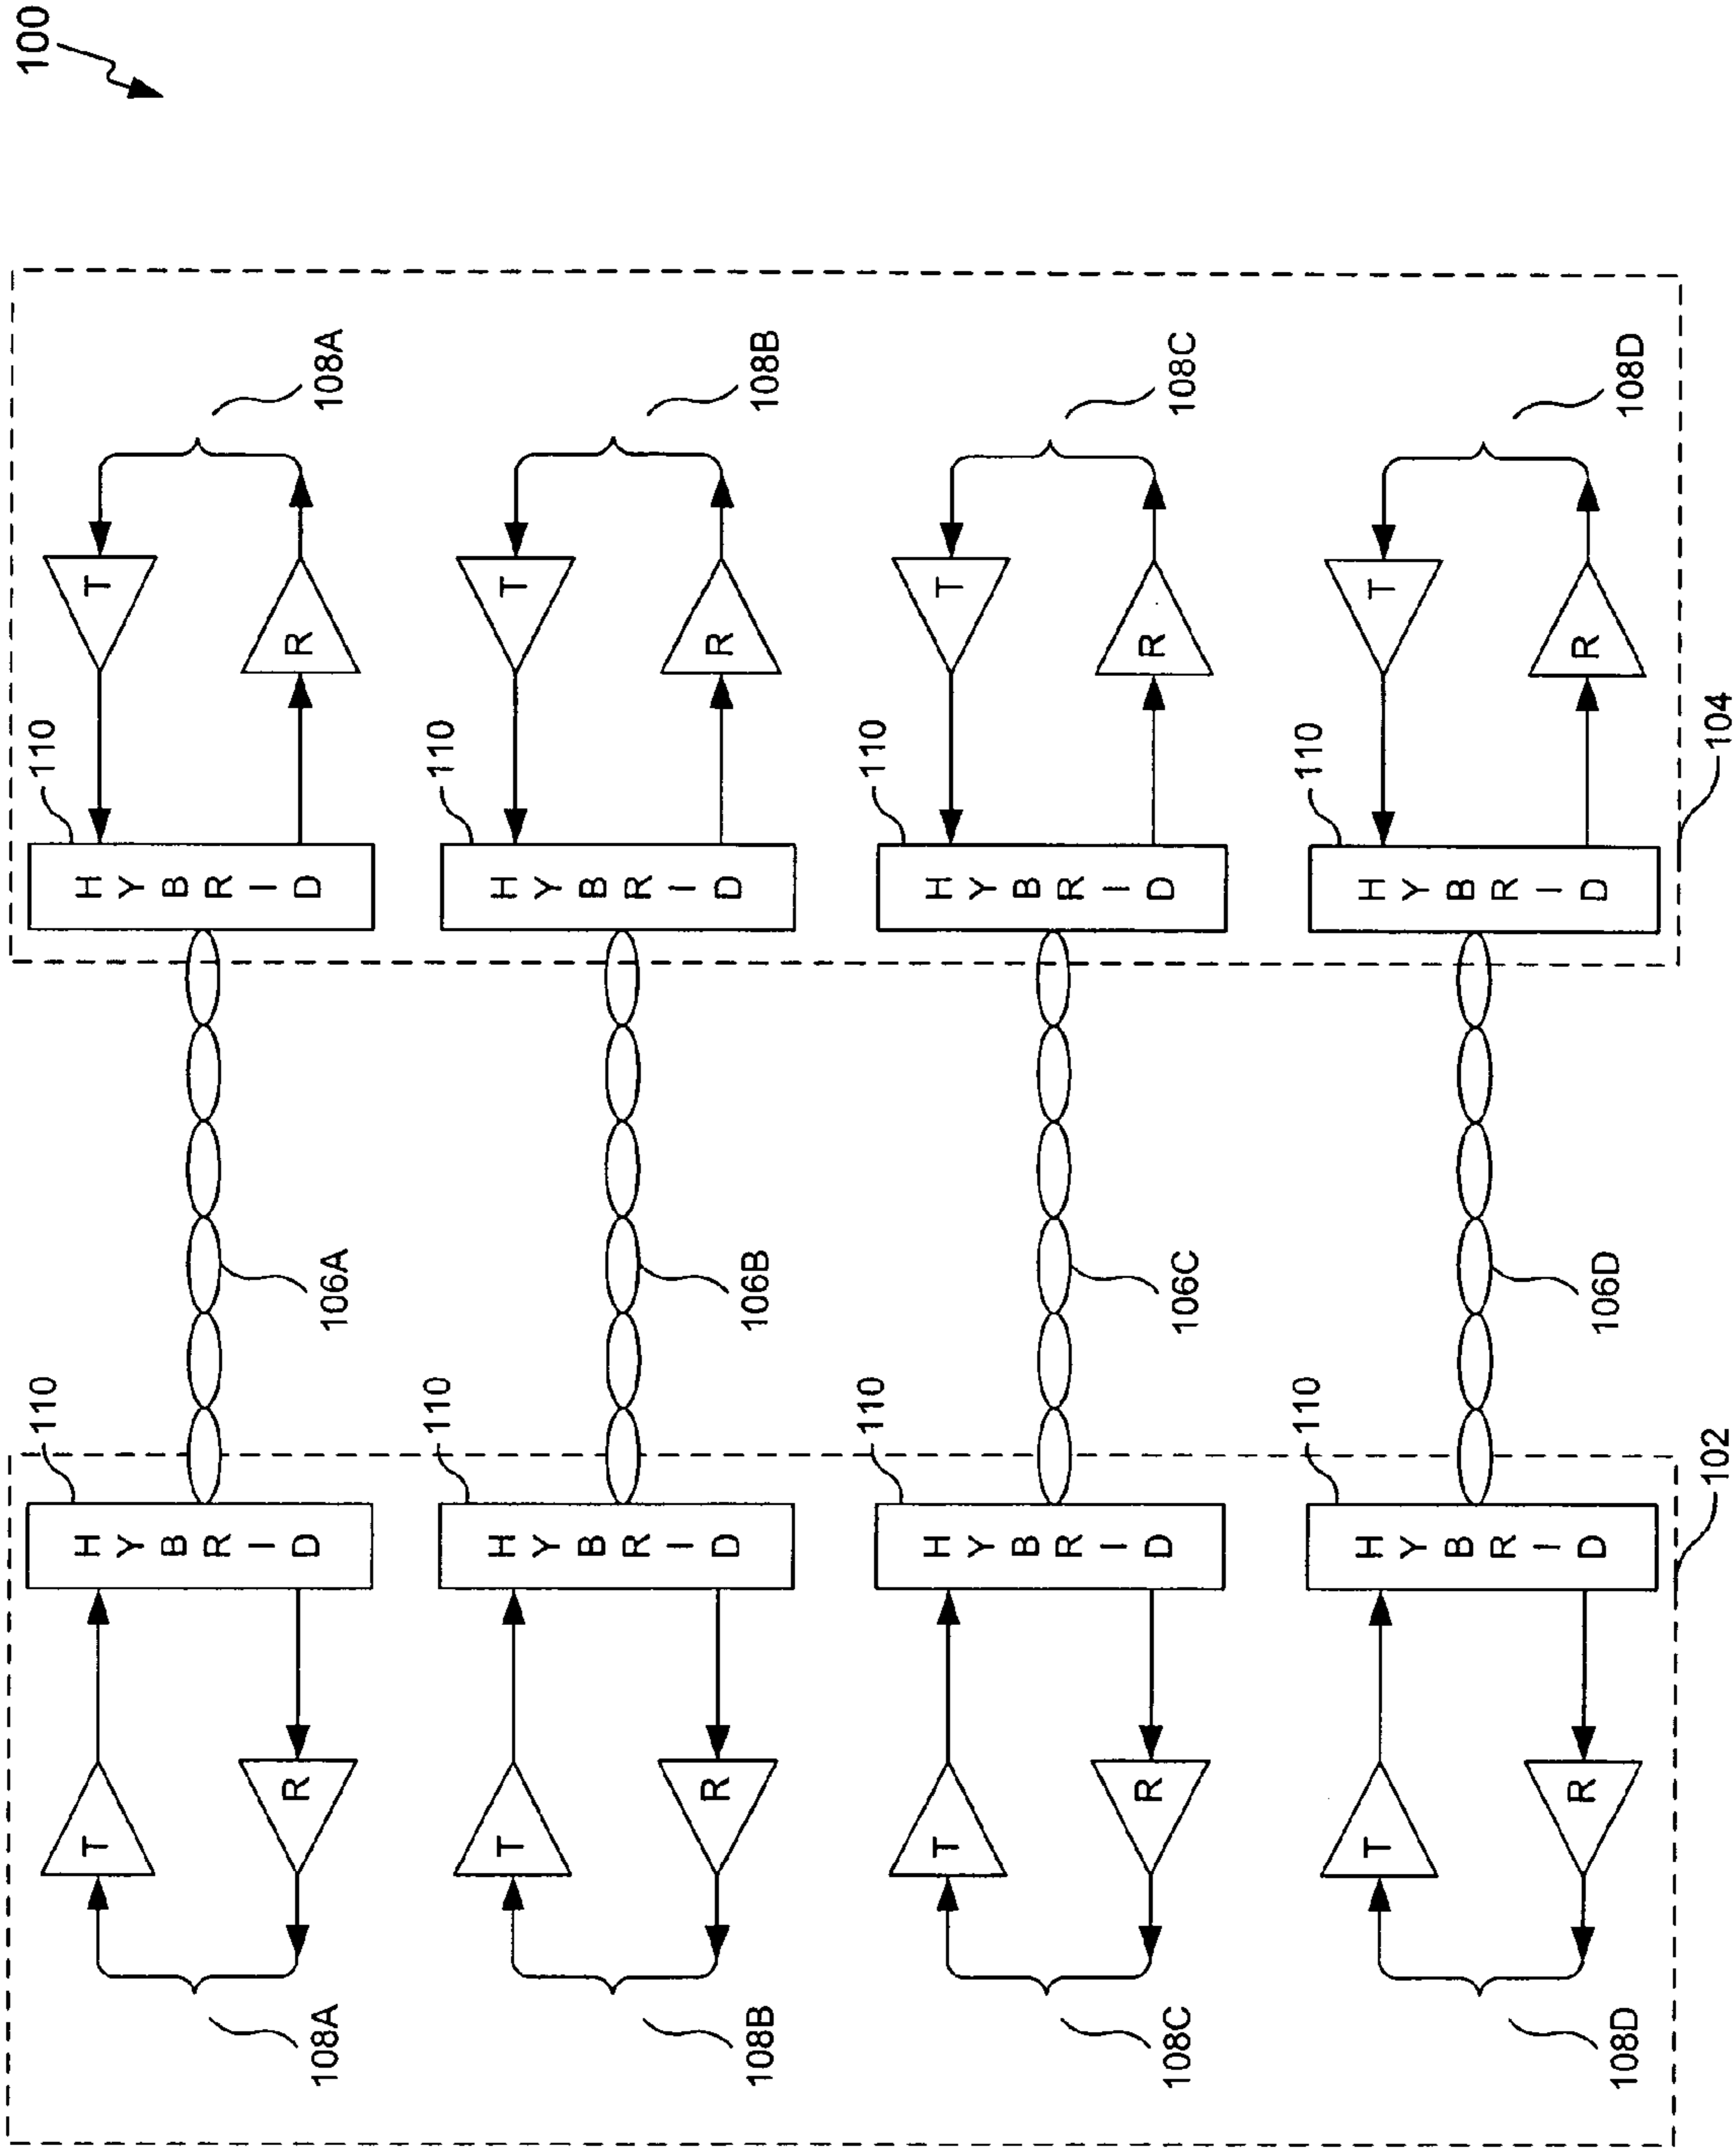 100
110 110
T HYBRID HYBRID T
R R
108A 106A 108A
110 110
T HYBRID HYBRID T
R R
108B 106B 108B
110 110
T HYBRID HYBRID T
R R
108C 106C 108C
110 110
T HYBRID HYBRID T
R R
108D 106D 108D
102 104